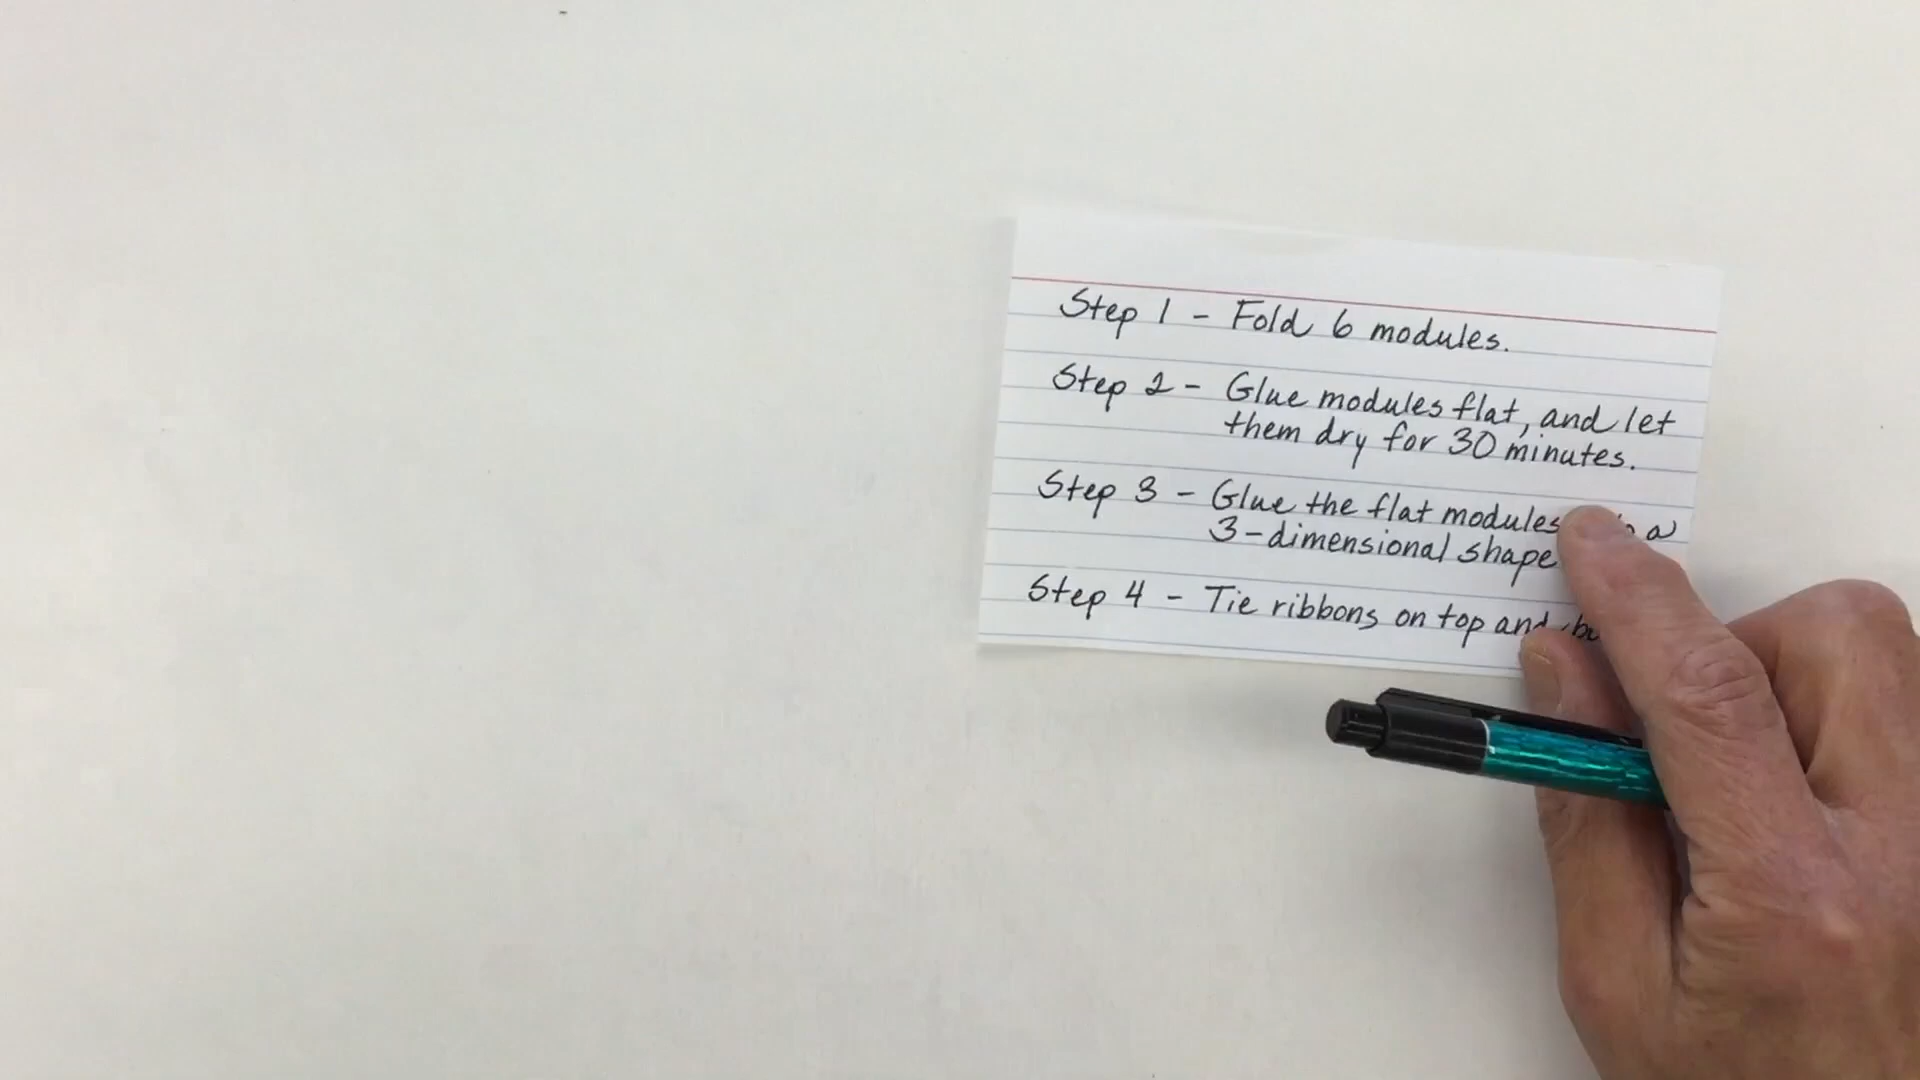 Step 1 - Fold 6 modules.
Step 2 - Glue modules flat, and let
them dry for 30 minutes.
Step 3 - Glue the flat modules a
3-dimensional shape
Step 4 - Tie ribbons on top and